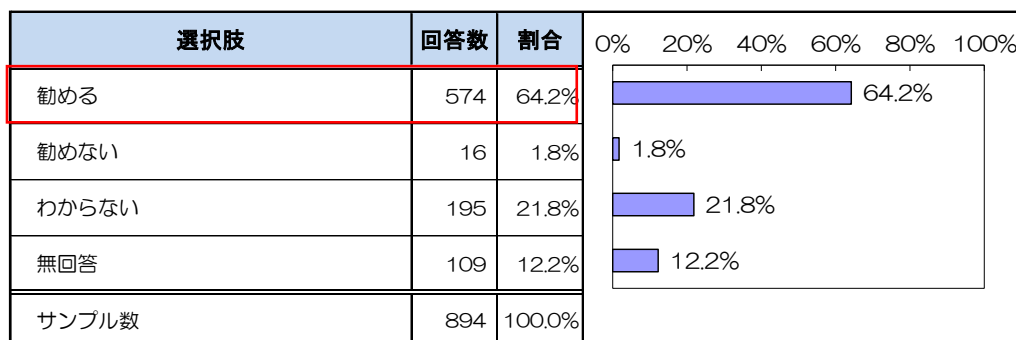 選択肢 回答数 割合 0% 20% 40% 60% 80% 100%
勧める 574 64.2% 64.2%
勧めない 16 1.8% 1.8%
わからない 195 21.8% 21.8%
無回答 109 12.2% 12.2%
サンプル数 894 100.0%